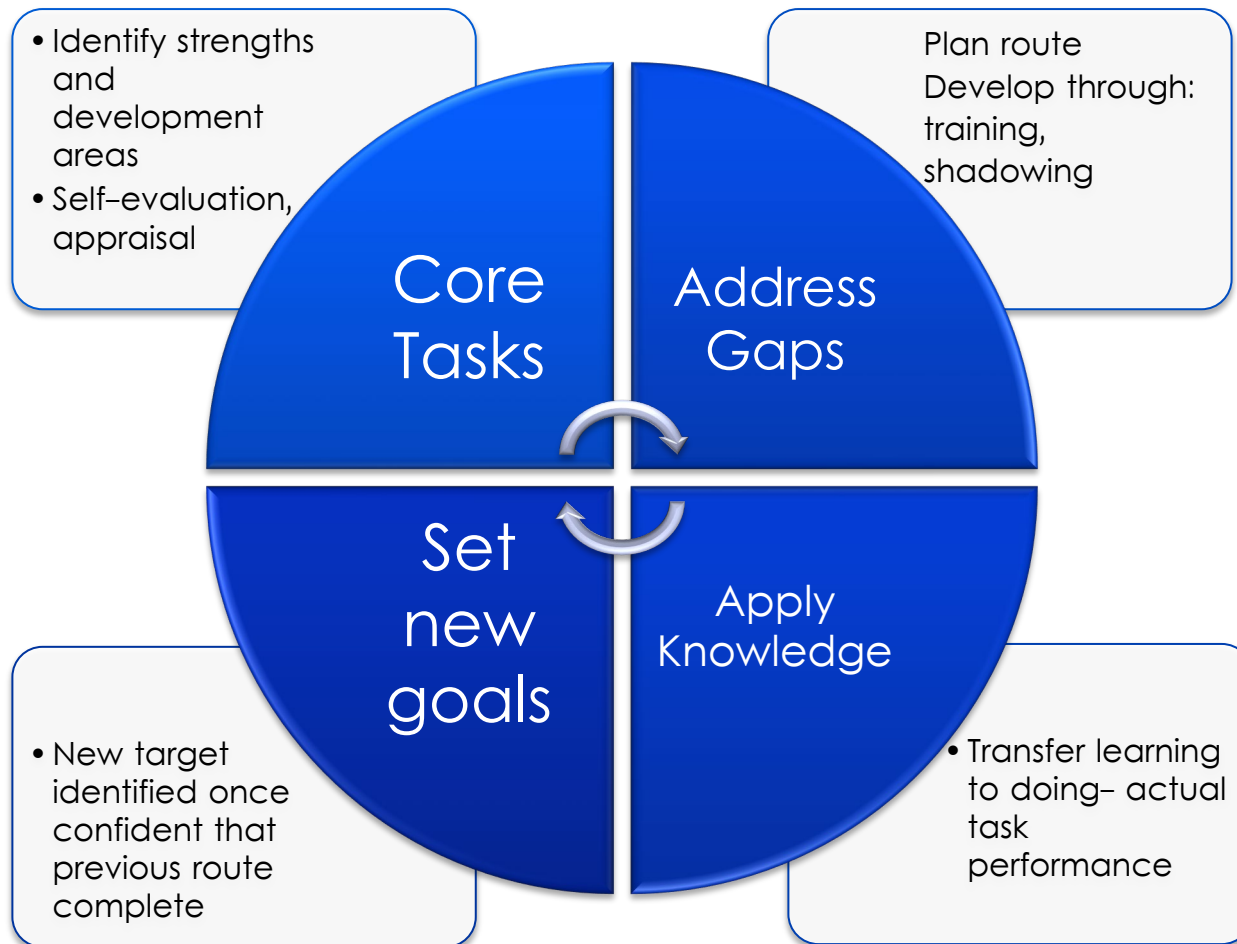 • Identify strengths
and
development
areas
• Self-evaluation,
appraisal
Core
Tasks
Plan route
Develop through:
training,
shadowing
Address
Gaps
Set
new
goals
• New target
identified once
confident that
previous route
complete
Apply
Knowledge
• Transfer learning
to doing- actual
task
performance